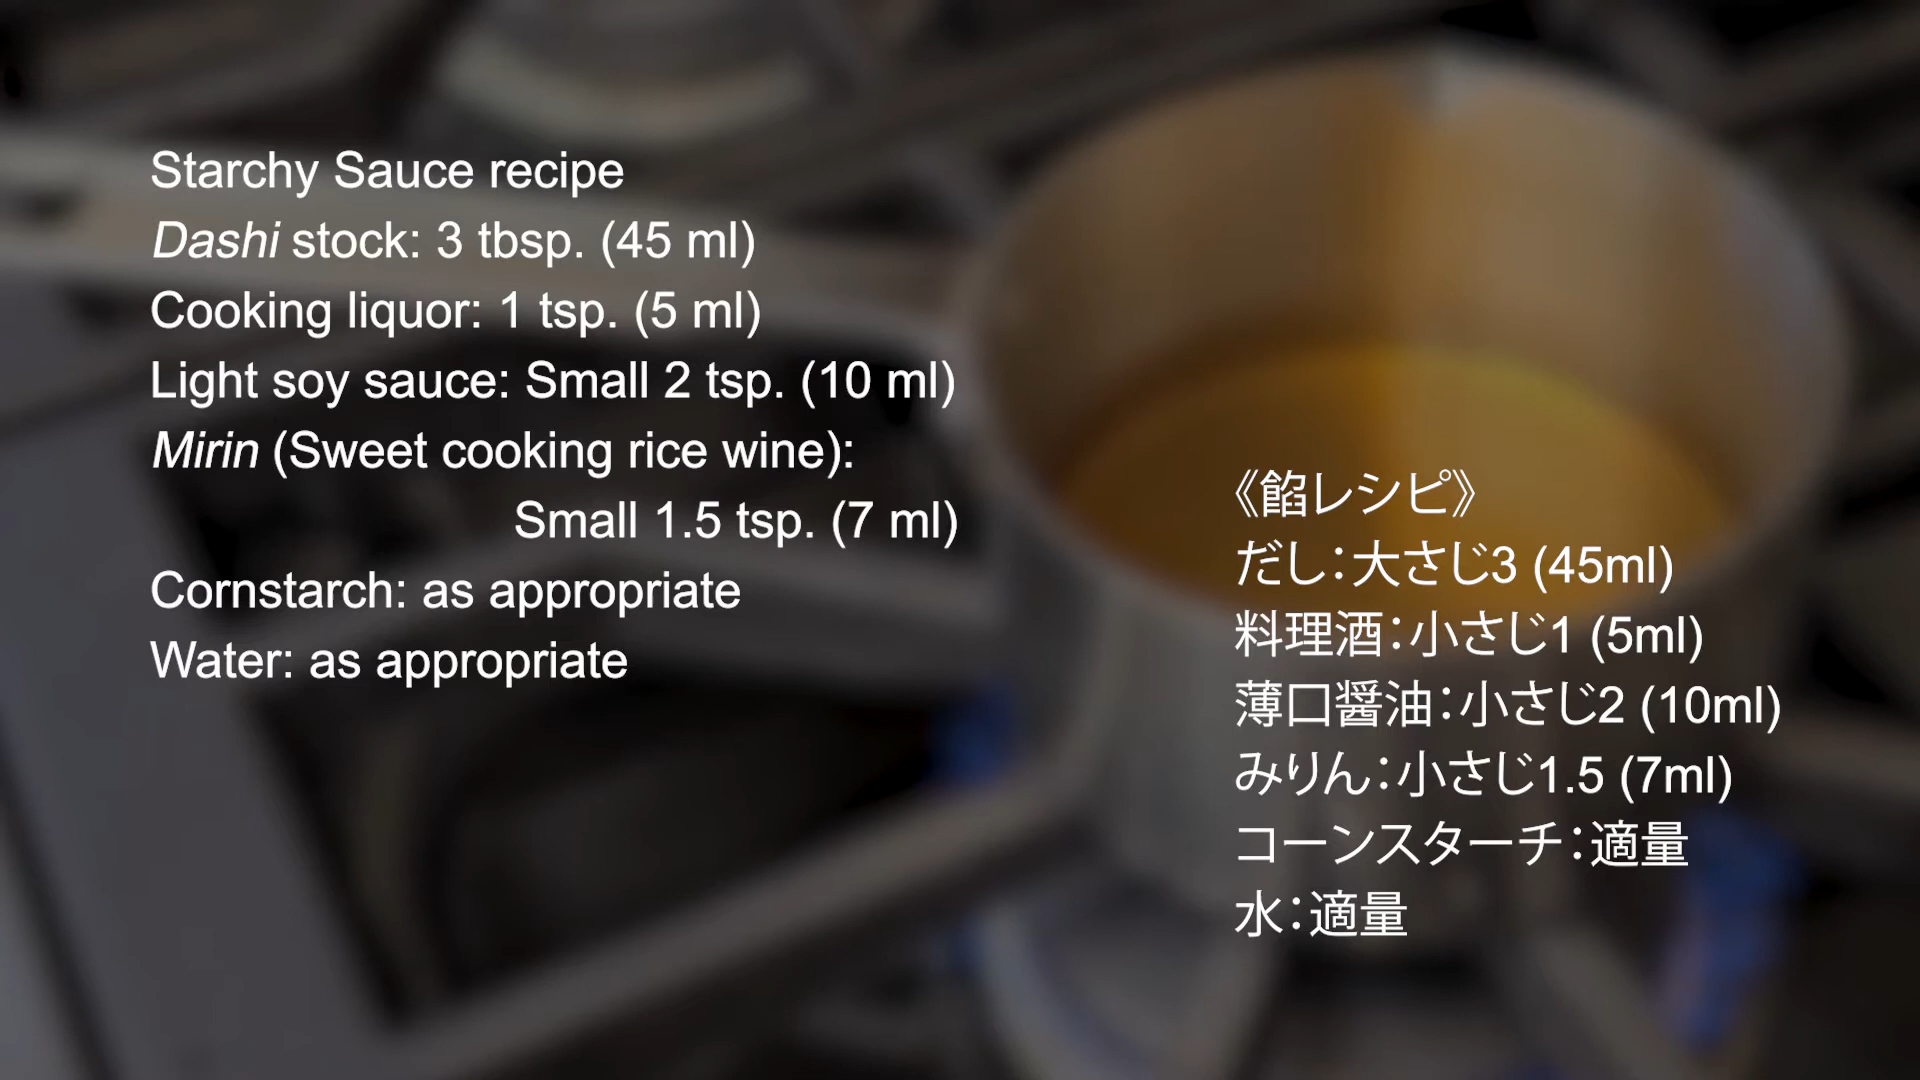 Starchy Sauce recipe
Dashi stock: 3 tbsp. (45 ml)
Cooking liquor: 1 tsp. (5 ml)
Light soy sauce: Small 2 tsp. (10 ml)
Mirin (Sweet cooking rice wine):
Small 1.5 tsp. (7 ml)
Cornstarch: as appropriate
Water: as appropriate
《餡レシピ》
だし：大さじ3 (45ml)
料理酒：小さじ1 (5ml)
薄口醤油：小さじ2 (10ml)
みりん：小さじ1.5 (7ml)
コーンスターチ：適量
水：適量